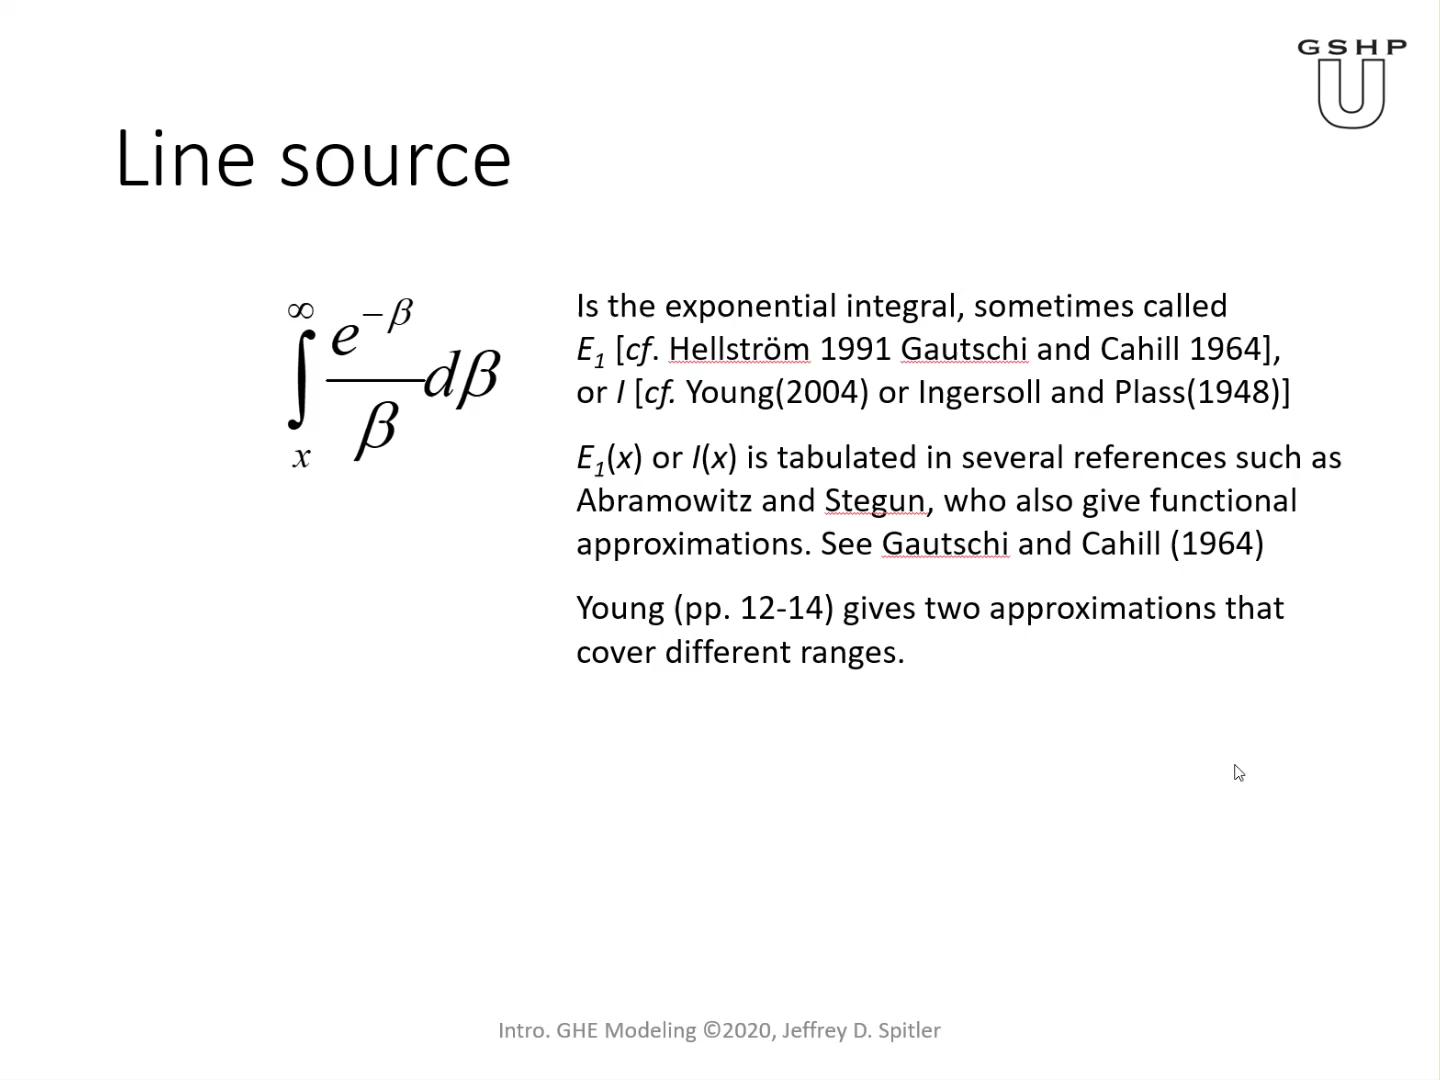 GSHP
U
Line source
∫ₓ^∞ e^{-β}/β dβ
Is the exponential integral, sometimes called
E₁ [cf. Hellström 1991 Gautschi and Cahill 1964],
or I [cf. Young(2004) or Ingersoll and Plass(1948)]
E₁(x) or I(x) is tabulated in several references such as
Abramowitz and Stegun, who also give functional
approximations. See Gautschi and Cahill (1964)
Young (pp. 12-14) gives two approximations that
cover different ranges.
Intro. GHE Modeling ©2020, Jeffrey D. Spitler